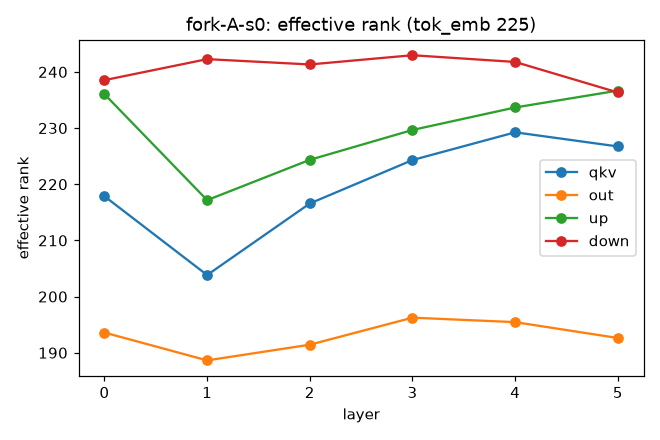 fork-A-s0: effective rank (tok_emb 225)
effective rank
240
230
220
210
200
190
qkv
out
up
down
0 1 2 3 4 5
layer